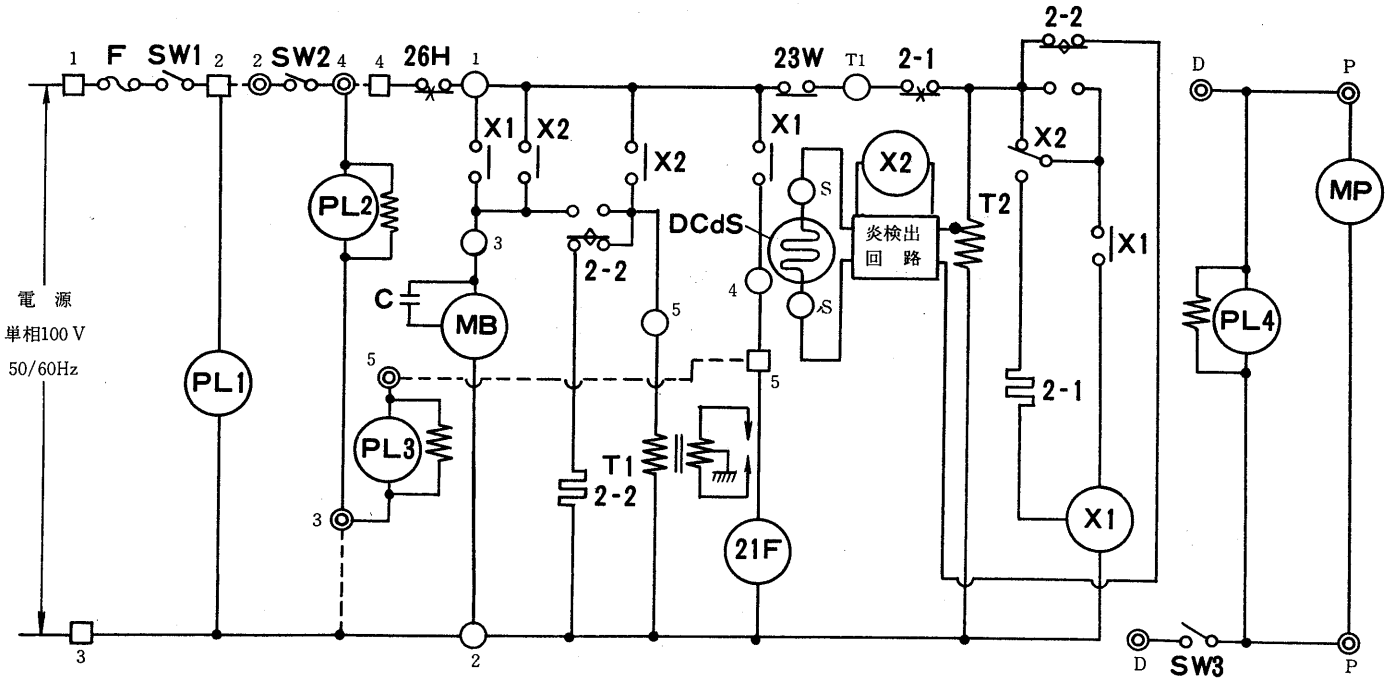 2-2
1 F SW1 2 2 SW2 4 4 26H 1 23W T1 2-1 D P
X1 X2 X2 X1 X2 X2
PL2 S T2 MP
DCdS 炎検出
回路
3 2-2 X1
電源 C 4 S
単相100V MB 5 PL4
50/60Hz
PL1 5 5 2-1
PL3 T1
2-2
3 X1
21F
3 2 D SW3 P